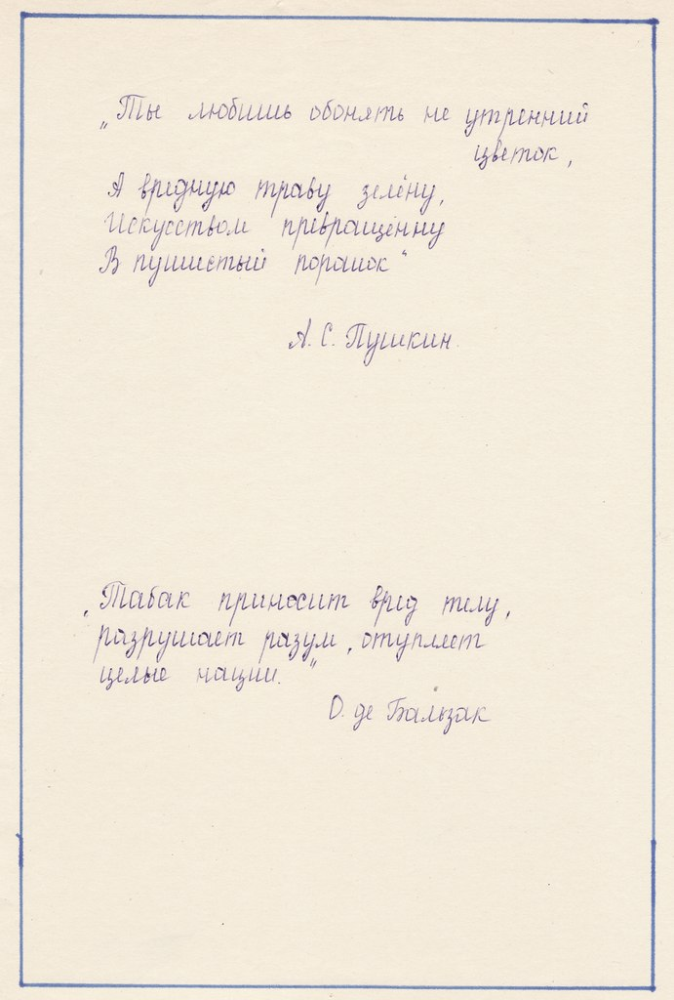 „Ты любишь обонять не утренний
цветок,
А вредную траву зелёну,
Искусством превращенну
В пушистый порошок“
А. С. Пушкин.
„Табак приносит вред телу,
разрушает разум, отупляет
целые нации.”
О. де Бальзак